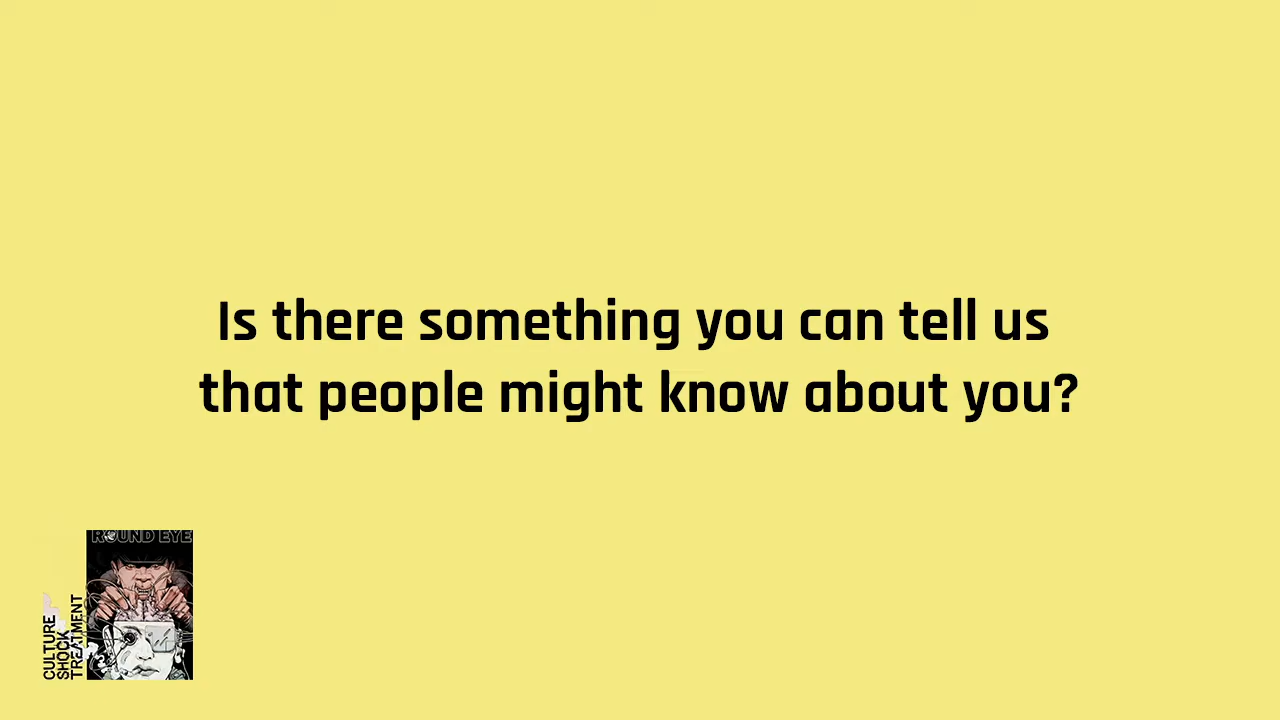 Is there something you can tell us
that people might know about you?
ROUND EYE
CULTURE
SHOCK
TREATMENT